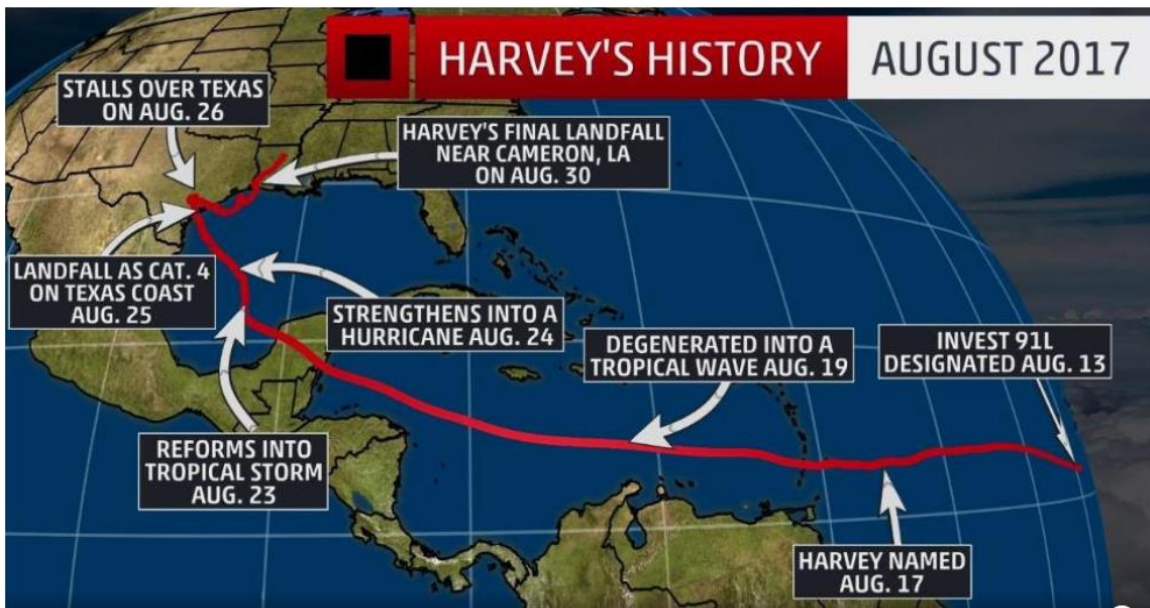 HARVEY'S HISTORY
AUGUST 2017
STALLS OVER TEXAS
ON AUG. 26
HARVEY'S FINAL LANDFALL
NEAR CAMERON, LA
ON AUG. 30
LANDFALL AS CAT. 4
ON TEXAS COAST
AUG. 25
STRENGTHENS INTO A
HURRICANE AUG. 24
DEGENERATED INTO A
TROPICAL WAVE AUG. 19
INVEST 91L
DESIGNATED AUG. 13
REFORMS INTO
TROPICAL STORM
AUG. 23
HARVEY NAMED
AUG. 17